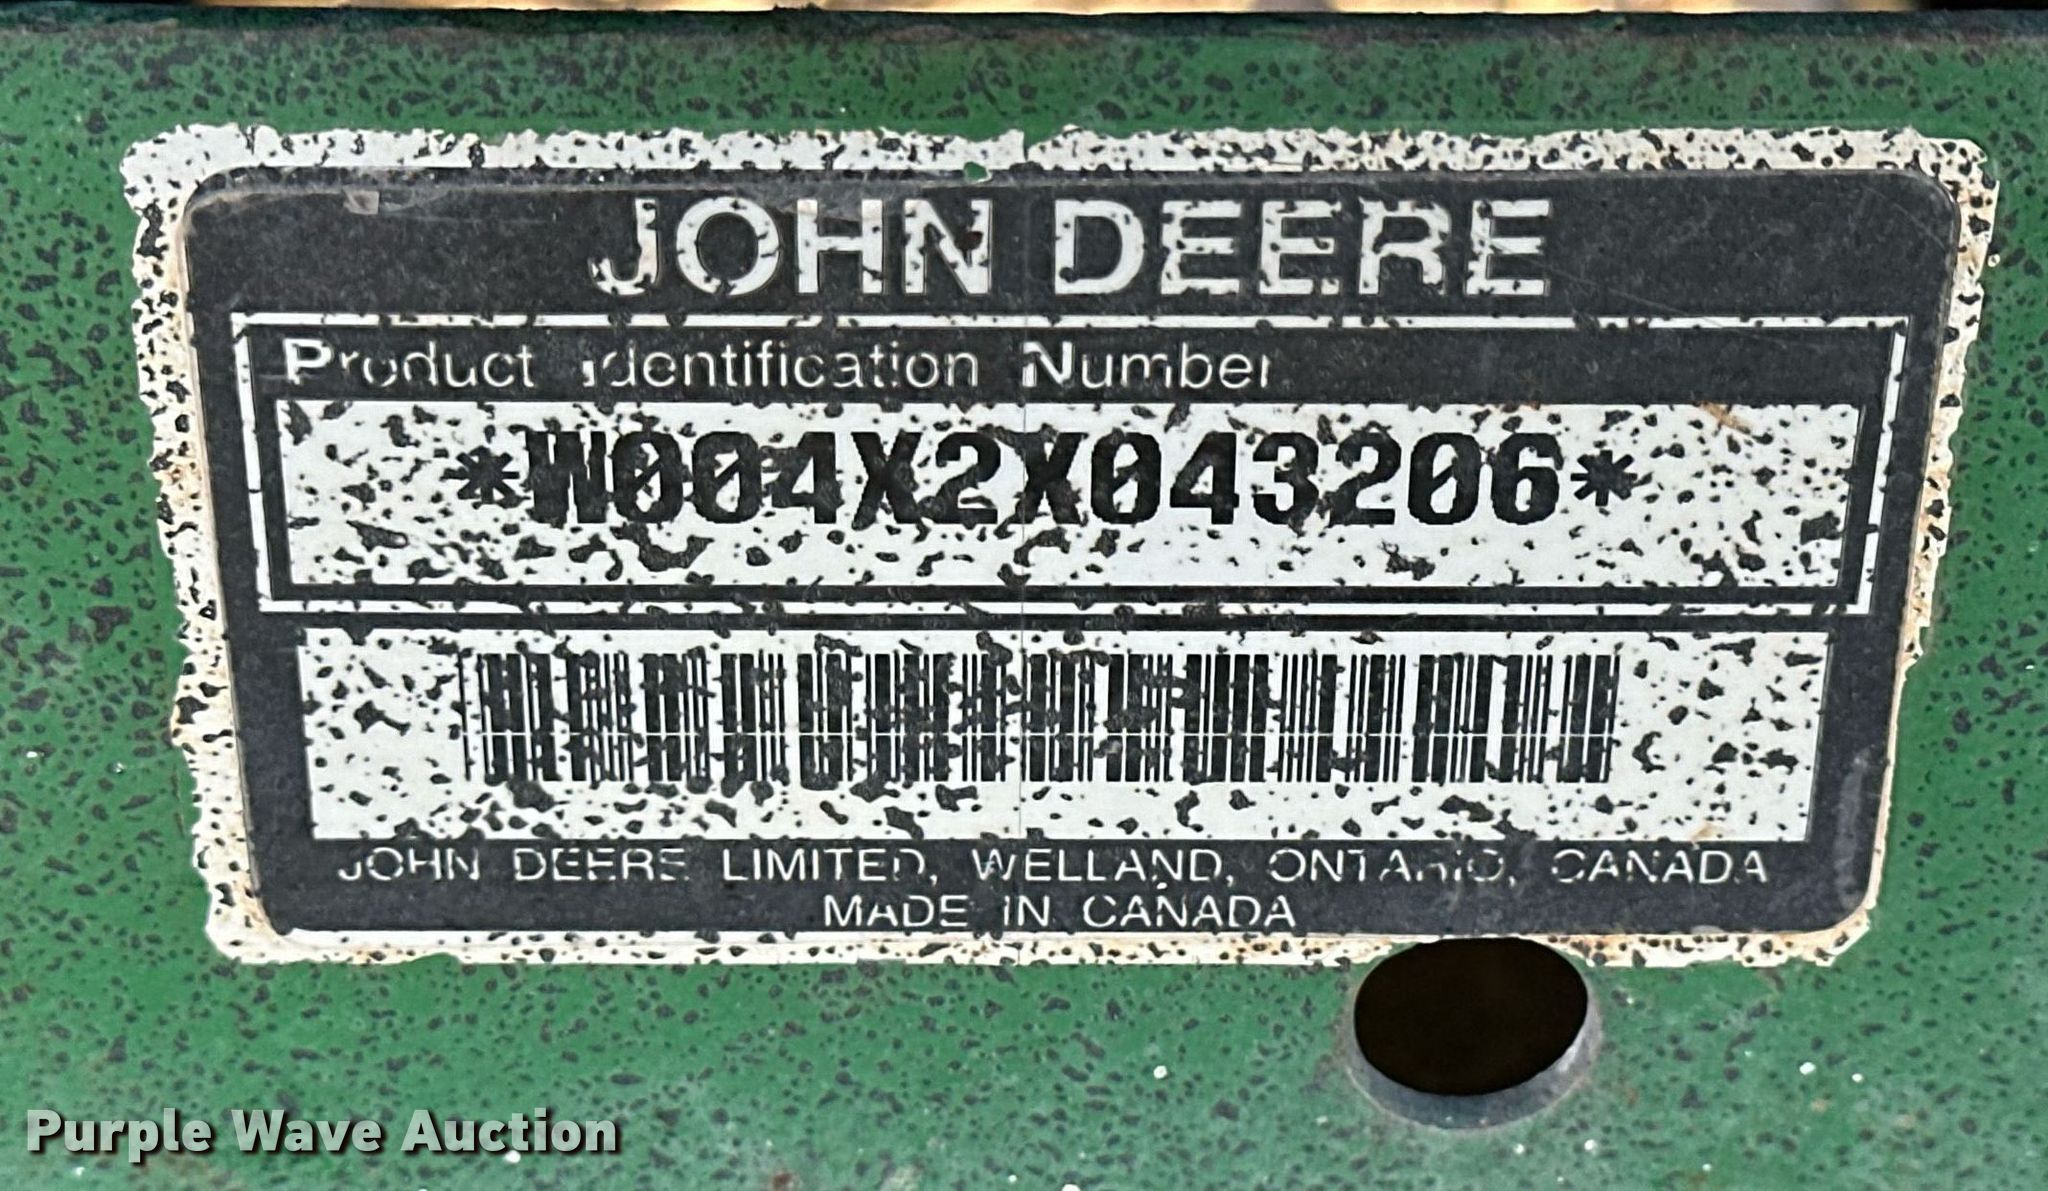 JOHN DEERE
Product Identification Number
*W004X2X043206*
JOHN DEERE LIMITED, WELLAND, ONTARIO, CANADA
MADE IN CANADA
Purple Wave Auction